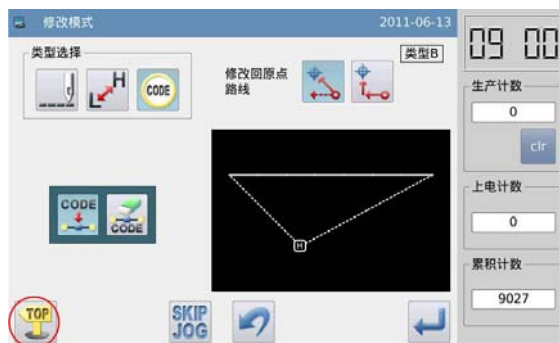 修改模式 2011-06-13
09 00
类型选择
类型B
修改回原点
路线
L H
CODE
生产计数
0
clr
CODE
CODE
H
上电计数
0
累积计数
9027
TOP
SKIP
JOG